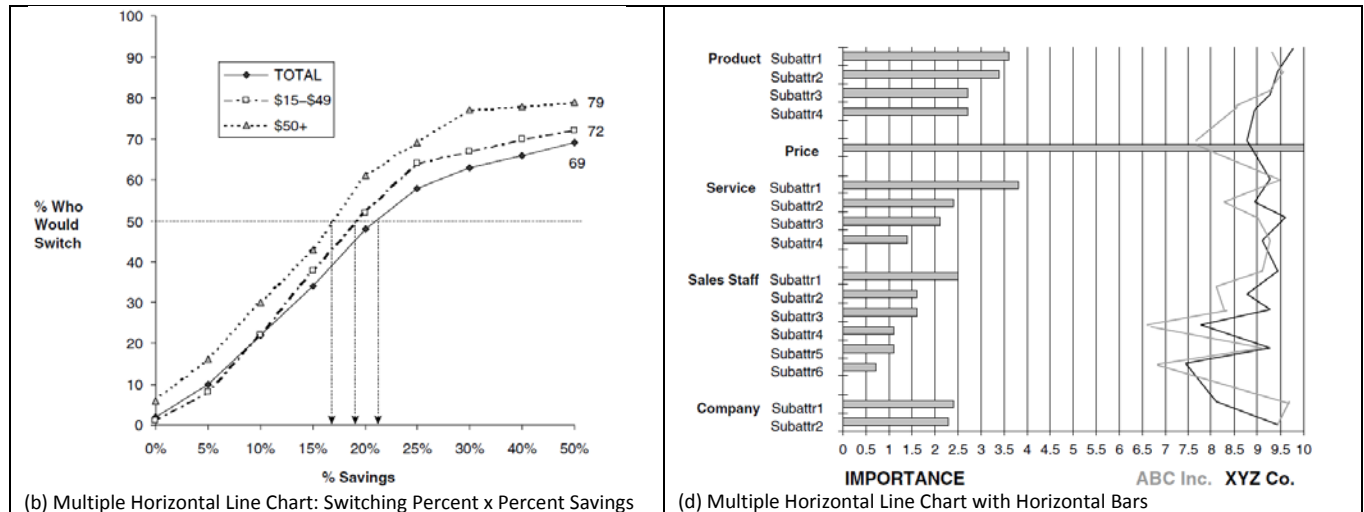 100
90
80
70
60
50
40
30
20
10
0
TOTAL
$15–$49
$50+
79
72
69
% Who
Would
Switch
0% 5% 10% 15% 20% 25% 30% 40% 50%
% Savings
(b) Multiple Horizontal Line Chart: Switching Percent x Percent Savings
Product Subattr1
Subattr2
Subattr3
Subattr4
Price
Service Subattr1
Subattr2
Subattr3
Subattr4
Sales Staff Subattr1
Subattr2
Subattr3
Subattr4
Subattr5
Subattr6
Company Subattr1
Subattr2
0 0.5 1 1.5 2 2.5 3 3.5 4 4.5 5 5.5 6 6.5 7 7.5 8 8.5 9 9.5 10
IMPORTANCE ABC Inc. XYZ Co.
(d) Multiple Horizontal Line Chart with Horizontal Bars